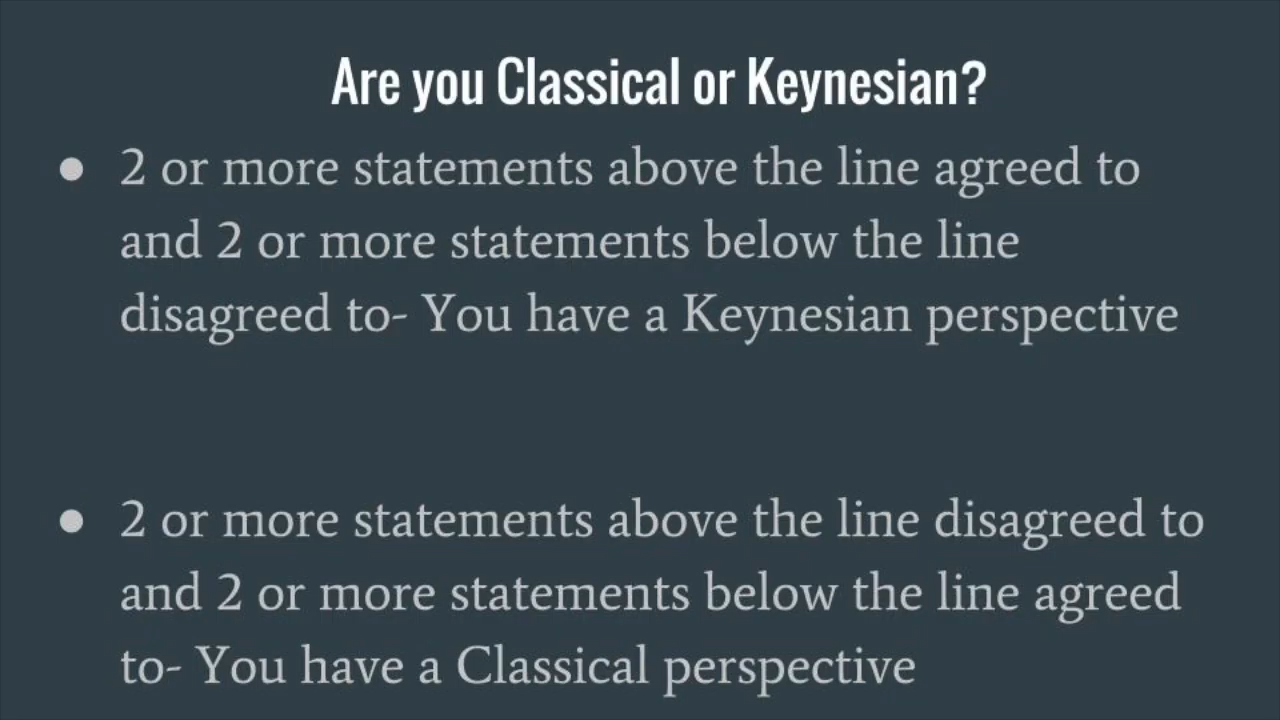 Are you Classical or Keynesian?
● 2 or more statements above the line agreed to
and 2 or more statements below the line
disagreed to- You have a Keynesian perspective
● 2 or more statements above the line disagreed to
and 2 or more statements below the line agreed
to- You have a Classical perspective